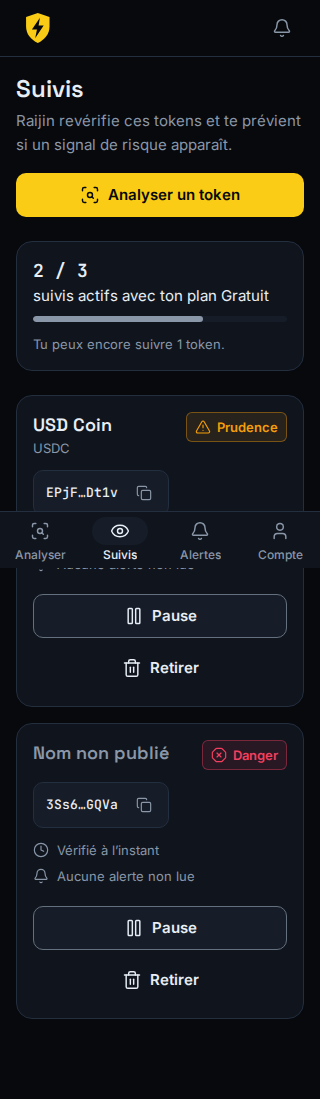 Suivis
Raijin revérifie ces tokens et te prévient
si un signal de risque apparaît.
Analyser un token
2 / 3
suivis actifs avec ton plan Gratuit
Tu peux encore suivre 1 token.
USD Coin
Prudence
USDC
EPjF…Dt1v
Analyser
Suivis
Alertes
Compte
Pause
Retirer
Nom non publié
Danger
3Ss6…GQVa
Vérifié à l'instant
Aucune alerte non lue
Pause
Retirer